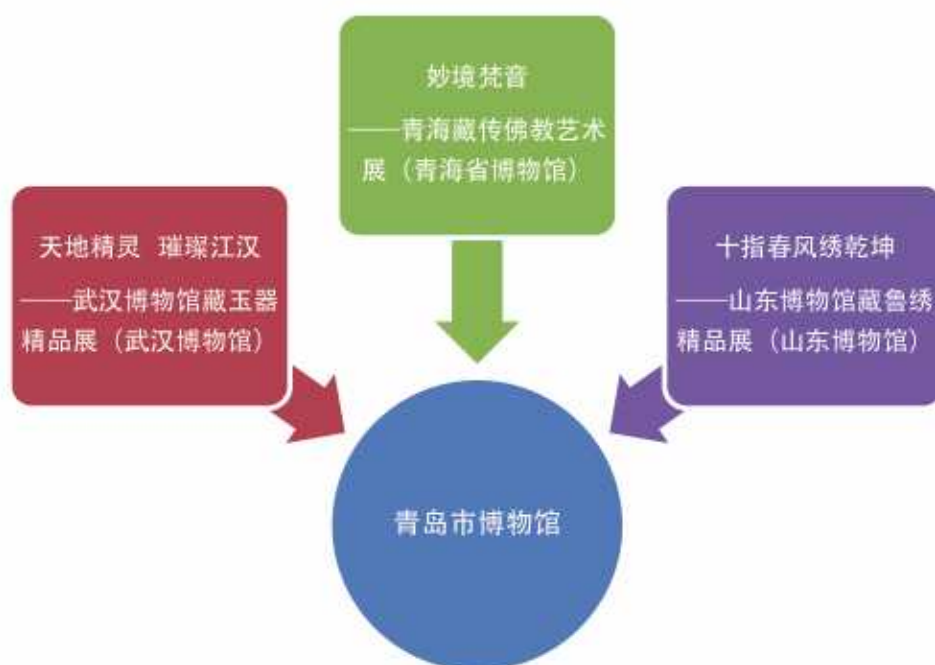 妙境梵音
——青海藏传佛教艺术
展（青海省博物馆）
天地精灵 璀璨江汉
——武汉博物馆藏玉器
精品展（武汉博物馆）
十指春风绣乾坤
——山东博物馆藏鲁绣
精品展（山东博物馆）
青岛市博物馆